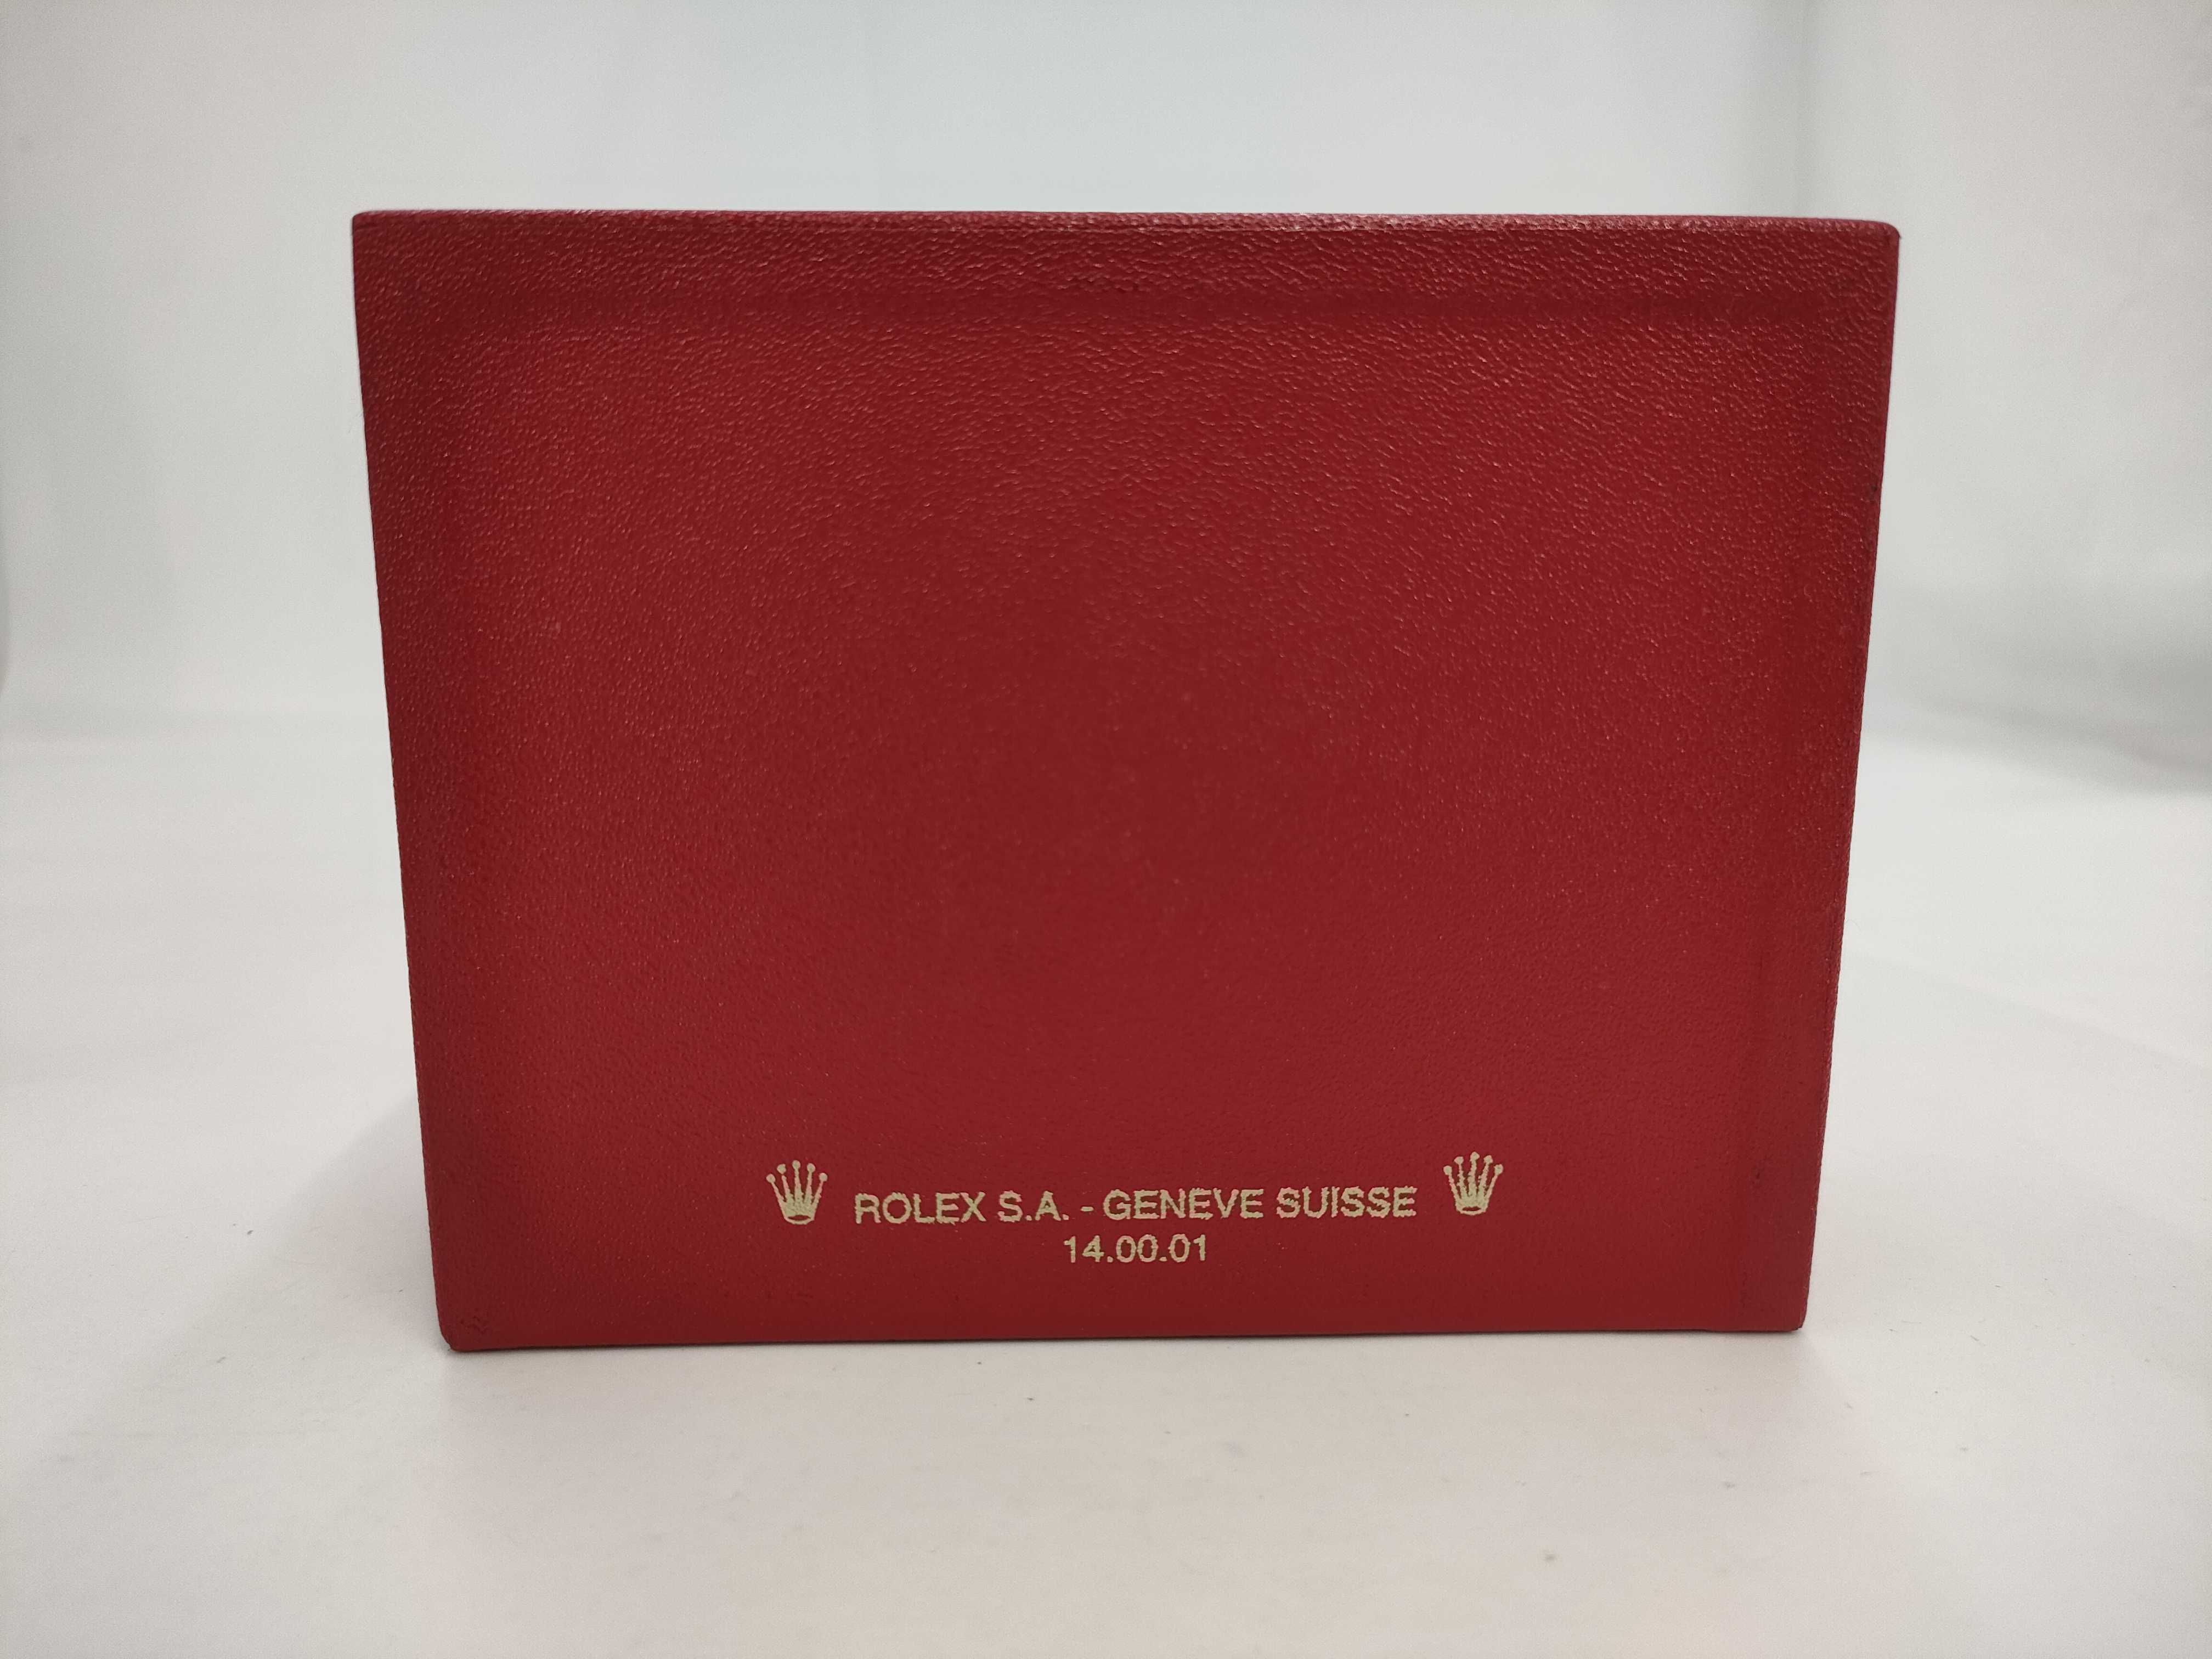 ROLEX S.A. - GENEVE SUISSE
14.00.01